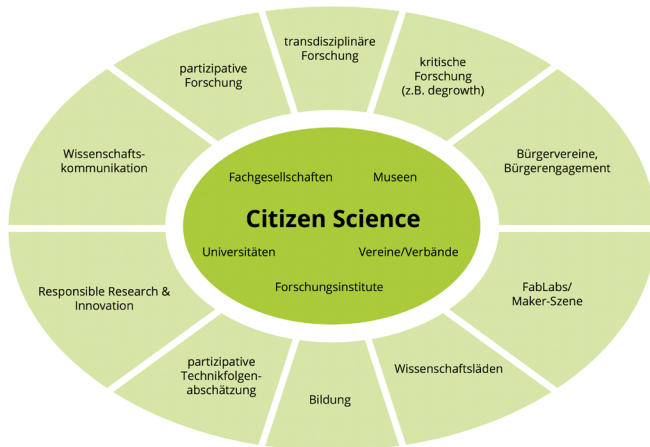 transdisziplinäre
Forschung
kritische
Forschung
(z.B. degrowth)
Bürgervereine,
Bürgerengagement
FabLabs/
Maker-Szene
Wissenschaftsläden
Bildung
partizipative
Technikfolgen-
abschätzung
Responsible Research &
Innovation
Wissenschafts-
kommunikation
partizipative
Forschung
Fachgesellschaften
Museen
Citizen Science
Universitäten
Vereine/Verbände
Forschungsinstitute